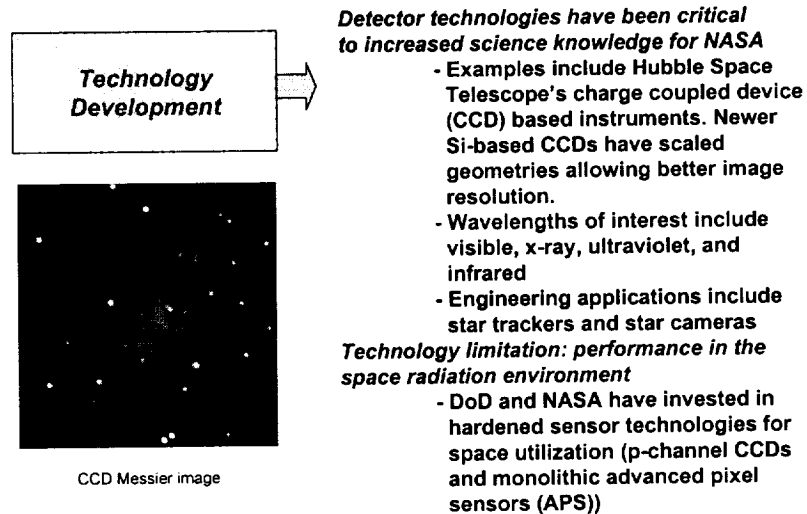 Technology
Development
Detector technologies have been critical
to increased science knowledge for NASA
- Examples include Hubble Space
Telescope's charge coupled device
(CCD) based instruments. Newer
Si-based CCDs have scaled
geometries allowing better image
resolution.
- Wavelengths of interest include
visible, x-ray, ultraviolet, and
infrared
- Engineering applications include
star trackers and star cameras
Technology limitation: performance in the
space radiation environment
- DoD and NASA have invested in
hardened sensor technologies for
space utilization (p-channel CCDs
and monolithic advanced pixel
sensors (APS))
CCD Messier image